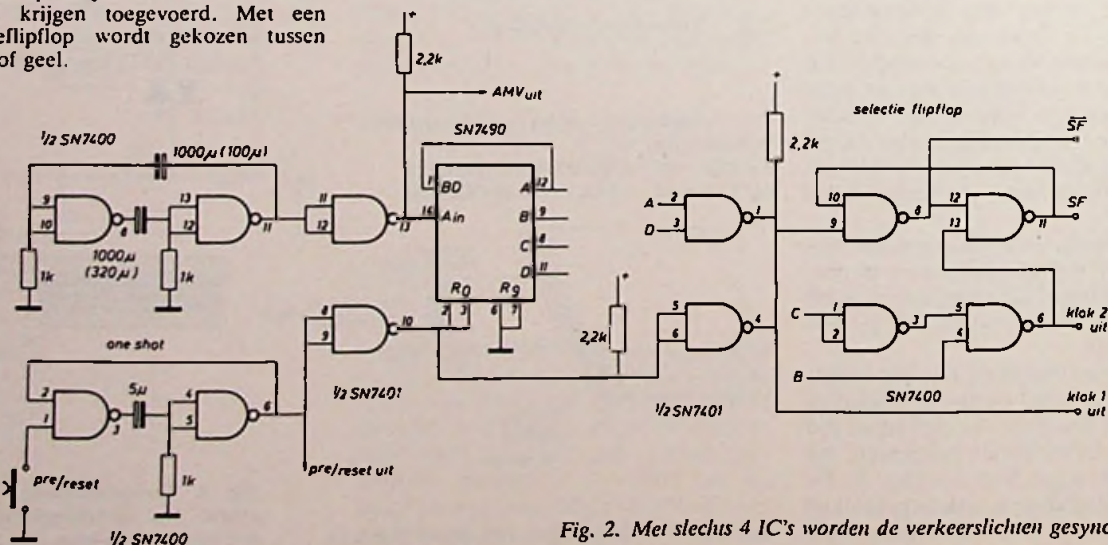 krijgen toegevoerd. Met een
eflipflop wordt gekozen tussen
of geel.
+
2,2k
AMVuit
1/2 SN7400
1000µ (100µ)
9
10
8
13
12
11
11
12
13
1k
1000µ
(320µ)
1k
SN7490
1
BD
A
12
14
Ain
B
9
C
8
D
11
R0
R9
2
3
6
7
+
2,2k
selectie flipflop
SF
A
2
D
3
1
10
9
8
12
13
11
SF
8
9
10
1/2 SN7401
+
2,2k
5
6
4
C
1
2
3
5
4
6
klok 2
uit
B
SN7400
klok 1
uit
1/2 SN7401
one shot
2
1
3
5µ
4
5
6
pre/reset
1k
pre/reset uit
1/2 SN7400
Fig. 2. Met slechts 4 IC's worden de verkeerslichten gesync